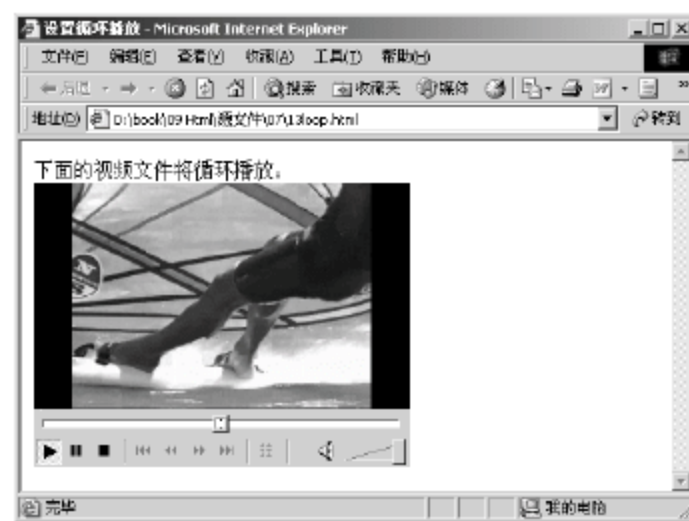 设置循环播放 - Microsoft Internet Explorer
文件(F) 编辑(E) 查看(V) 收藏(A) 工具(T) 帮助(H)
后退 搜索 收藏夹 媒体
地址(D) D:\book\09 Html\源文件\07\13loop.html 转到
下面的视频文件将循环播放。
完毕 我的电脑